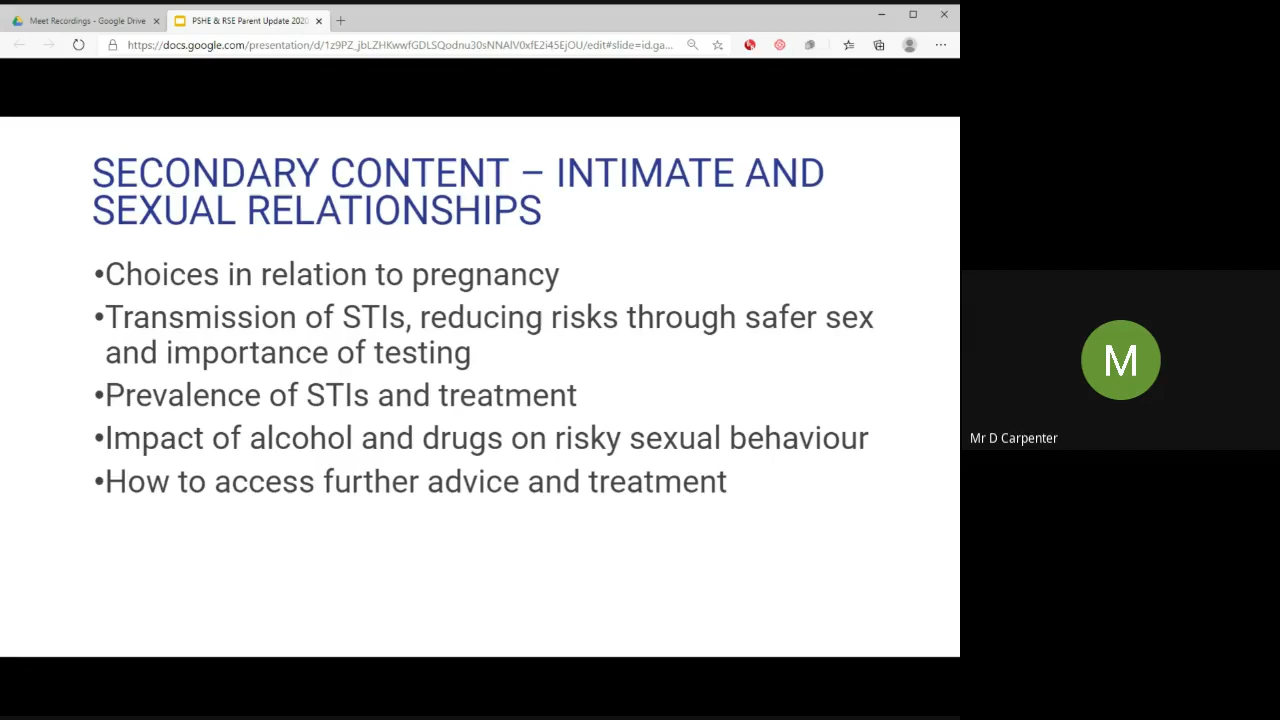 Meet Recordings - Google Drive
PSHE & RSE Parent Update 2020
https://docs.google.com/presentation/d/1z9PZ_jbLZHKwwfGDLSQodnu30sNNAlV0xfE2i45EjOU/edit#slide=id.ga...
SECONDARY CONTENT – INTIMATE AND
SEXUAL RELATIONSHIPS
•Choices in relation to pregnancy
•Transmission of STIs, reducing risks through safer sex
and importance of testing
•Prevalence of STIs and treatment
•Impact of alcohol and drugs on risky sexual behaviour
•How to access further advice and treatment
M
Mr D Carpenter